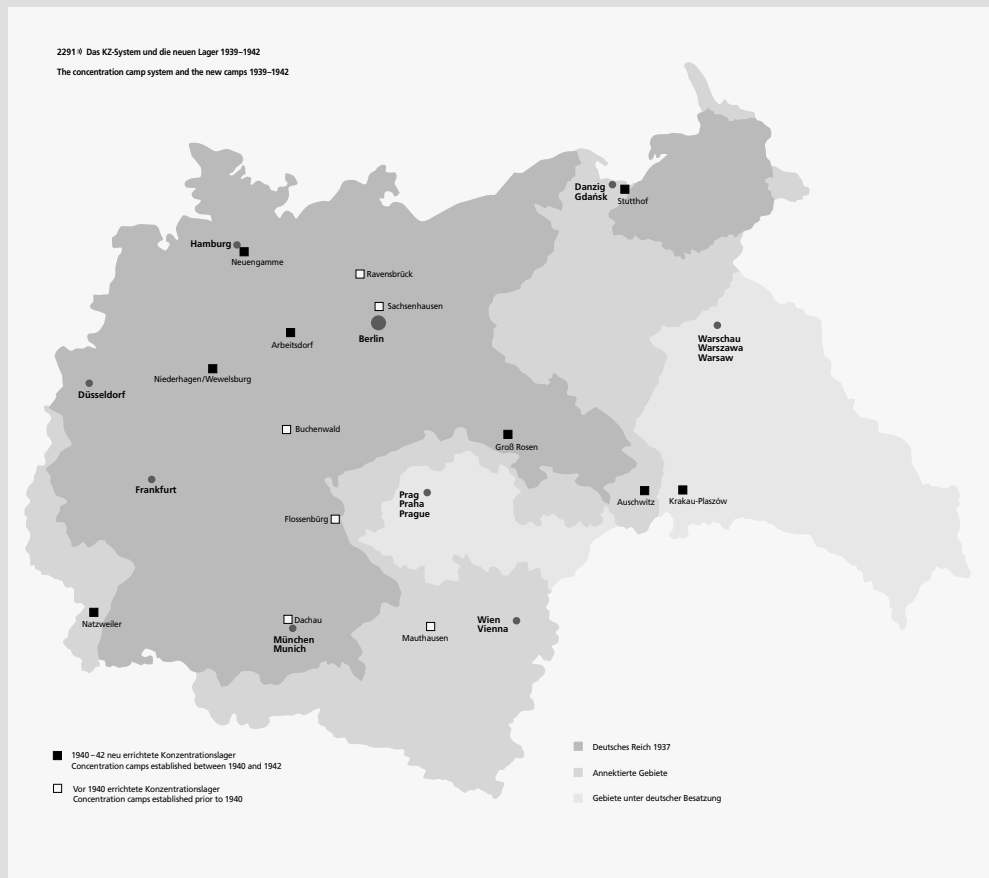 2291 Das KZ-System und die neuen Lager 1939–1942
The concentration camp system and the new camps 1939–1942
Danzig
Gdańsk
Stutthof
Hamburg
Neuengamme
Ravensbrück
Sachsenhausen
Berlin
Arbeitsdorf
Warschau
Warszawa
Warsaw
Niederhagen/Wewelsburg
Düsseldorf
Buchenwald
Groß Rosen
Frankfurt
Prag
Praha
Prague
Auschwitz
Krakau-Plaszów
Flossenbürg
Natzweiler
Dachau
München
Munich
Mauthausen
Wien
Vienna
1940–42 neu errichtete Konzentrationslager
Concentration camps established between 1940 and 1942
Vor 1940 errichtete Konzentrationslager
Concentration camps established prior to 1940
Deutsches Reich 1937
Annektierte Gebiete
Gebiete unter deutscher Besatzung